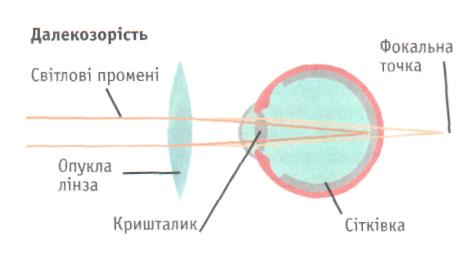 Далекозорість
Світлові промені
Фокальна
точка
Опукла
лінза
Кришталик
Сітківка